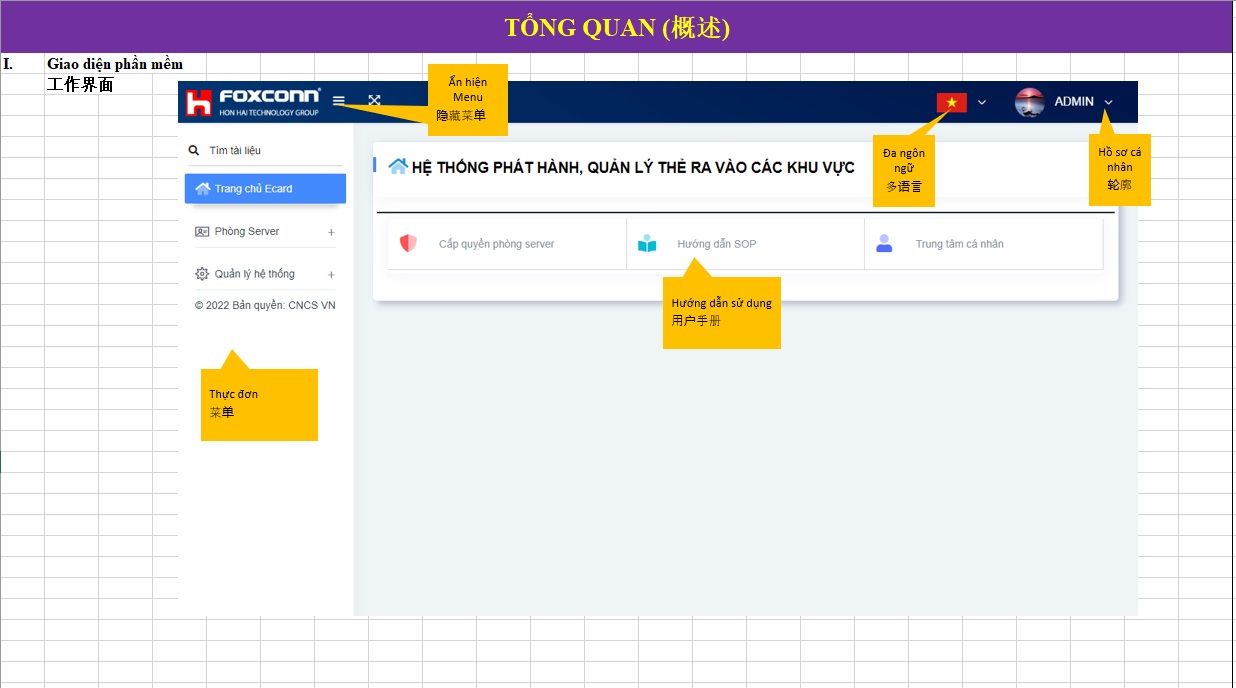 TỔNG QUAN (概述)
I. Giao diện phần mềm
工作界面
FOXCONN®
HON HAI TECHNOLOGY GROUP
Ẩn hiện
Menu
隐藏菜单
ADMIN
Đa ngôn
ngữ
多语言
Hồ sơ cá
nhân
轮廓
Tìm tài liệu
Trang chủ Ecard
Phòng Server +
Quản lý hệ thống +
© 2022 Bản quyền: CNCS VN
HỆ THỐNG PHÁT HÀNH, QUẢN LÝ THẺ RA VÀO CÁC KHU VỰC
Cấp quyền phòng server
Hướng dẫn SOP
Trung tâm cá nhân
Hướng dẫn sử dụng
用户手册
Thực đơn
菜单